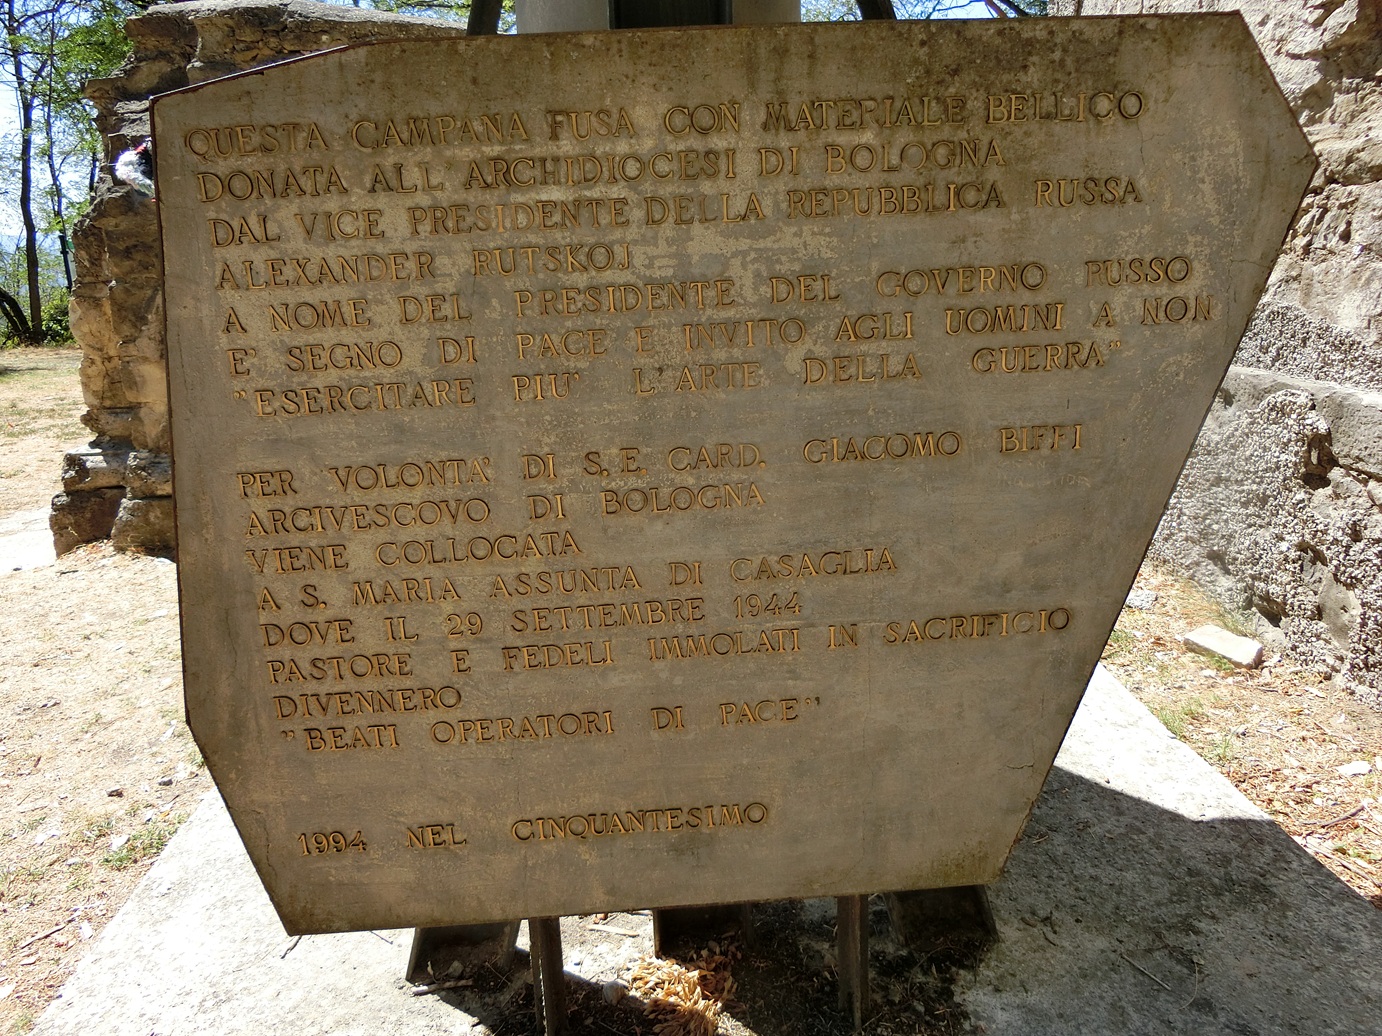 QUESTA CAMPANA FUSA CON MATERIALE BELLICO
DONATA ALL'ARCHIDIOCESI DI BOLOGNA
DAL VICE PRESIDENTE DELLA REPUBBLICA RUSSA
ALEXANDER RUTSKOJ
A NOME DEL PRESIDENTE DEL GOVERNO RUSSO
E' SEGNO DI PACE E INVITO AGLI UOMINI A NON
"ESERCITARE PIU' L'ARTE DELLA GUERRA"
PER VOLONTA' DI S.E. CARD. GIACOMO BIFFI
ARCIVESCOVO DI BOLOGNA
VIENE COLLOCATA
A S. MARIA ASSUNTA DI CASAGLIA
DOVE IL 29 SETTEMBRE 1944
PASTORE E FEDELI IMMOLATI IN SACRIFICIO
DIVENNERO
"BEATI OPERATORI DI PACE"
1994 NEL CINQUANTESIMO